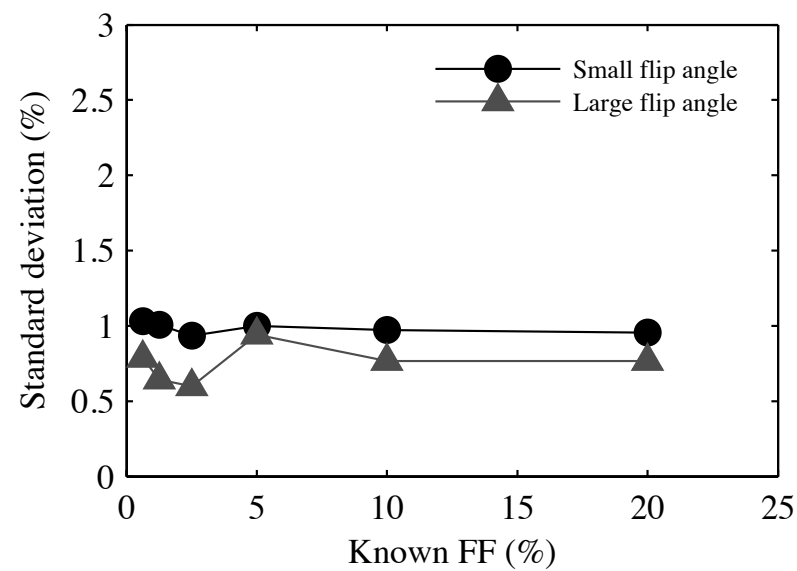 3
2.5
2
1.5
1
0.5
0
Standard deviation (%)
Small flip angle
Large flip angle
0 5 10 15 20 25
Known FF (%)